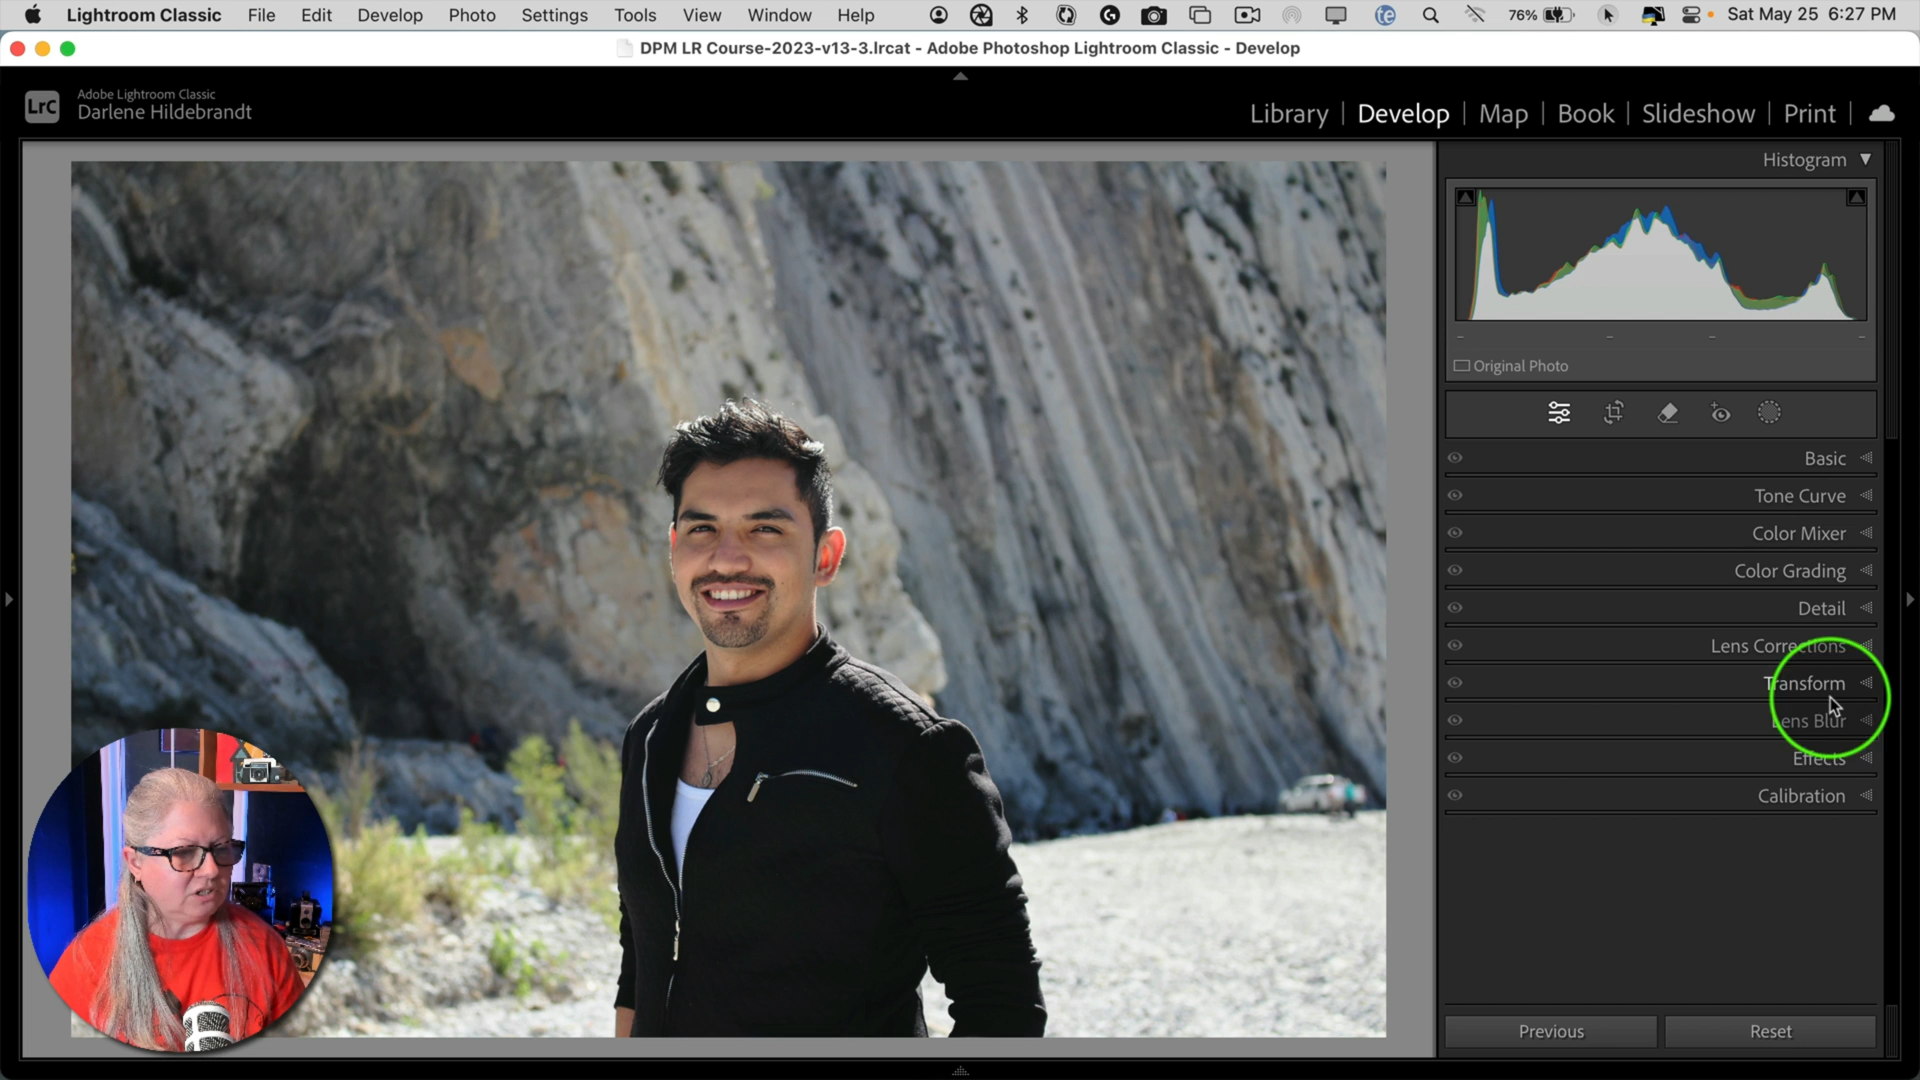 Lightroom Classic File Edit Develop Photo Settings Tools View Window Help 76% Sat May 25 6:27 PM
DPM LR Course-2023-v13-3.lrcat - Adobe Photoshop Lightroom Classic - Develop
LrC
Adobe Lightroom Classic
Darlene Hildebrandt
Library | Develop | Map | Book | Slideshow | Print |
Histogram
Original Photo
Basic
Tone Curve
Color Mixer
Color Grading
Detail
Lens Corrections
Transform
Lens Blur
Effects
Calibration
Previous
Reset